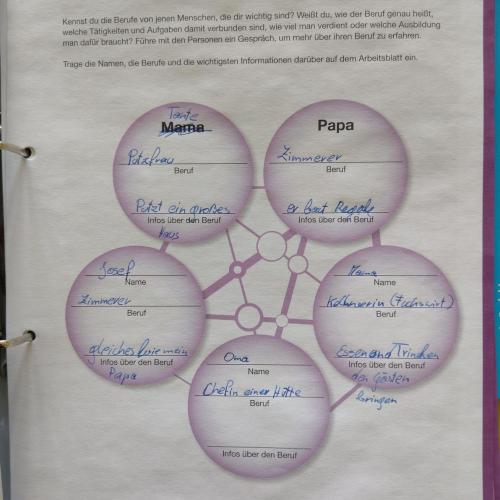 Kennst du die Berufe von jenen Menschen, die dir wichtig sind? Weißt du, wie der Beruf genau heißt,
welche Tätigkeiten und Aufgaben damit verbunden sind, wie viel man verdient oder welche Ausbildung
man dafür braucht? Führe mit den Personen ein Gespräch, um mehr über ihren Beruf zu erfahren.
Trage die Namen, die Berufe und die wichtigsten Informationen darüber auf dem Arbeitsblatt ein.
Tante
Mama
Putzfrau
Beruf
Putzt ein großes
Infos über den Beruf
Haus
Papa
Zimmerer
Beruf
er baut Regale
Infos über den Beruf
Josef
Name
Zimmerer
Beruf
gleiches wie mein
Infos über den Beruf
Papa
Mama
Name
Kellnerin (Fuchswirt)
Beruf
Essen und Trinken
Infos über den Beruf
den Gästen
bringen
Oma
Name
Chefin einer Hütte
Beruf
Infos über den Beruf